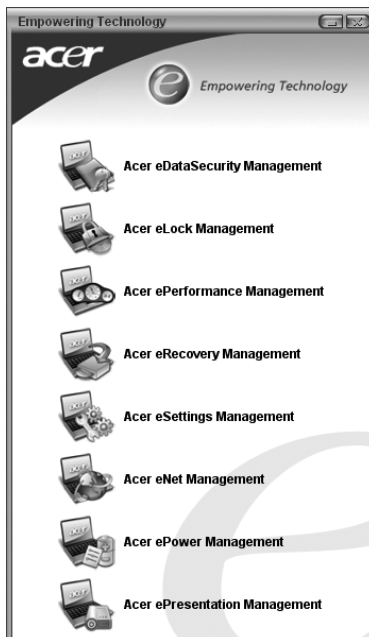 Empowering Technology
acer
e Empowering Technology
Acer eDataSecurity Management
Acer eLock Management
Acer ePerformance Management
Acer eRecovery Management
Acer eSettings Management
Acer eNet Management
Acer ePower Management
Acer ePresentation Management